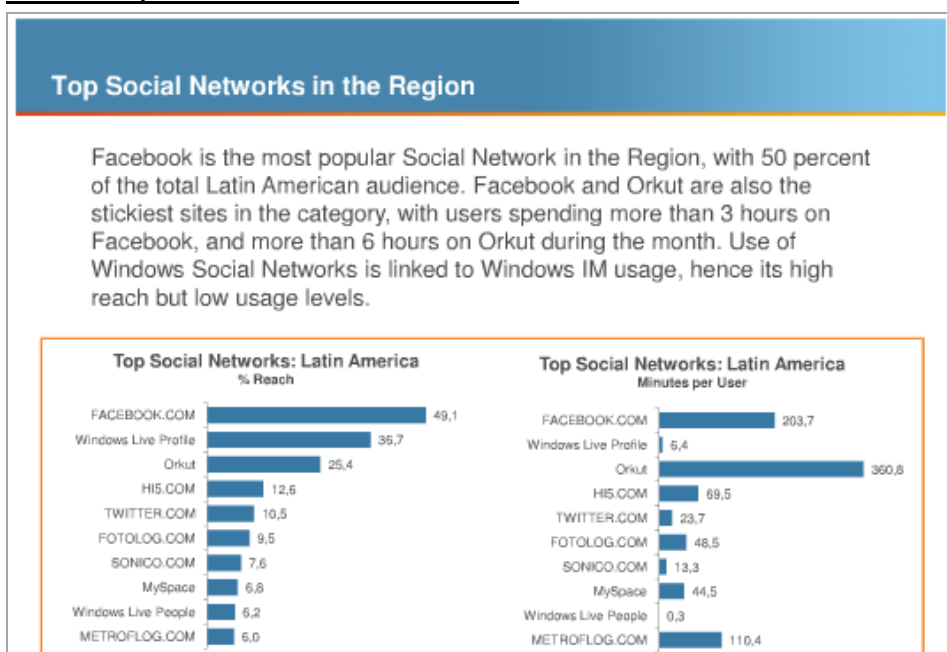 Top Social Networks in the Region
Facebook is the most popular Social Network in the Region, with 50 percent
of the total Latin American audience. Facebook and Orkut are also the
stickiest sites in the category, with users spending more than 3 hours on
Facebook, and more than 6 hours on Orkut during the month. Use of
Windows Social Networks is linked to Windows IM usage, hence its high
reach but low usage levels.
Top Social Networks: Latin America
% Reach
FACEBOOK.COM 49,1
Windows Live Profile 36,7
Orkut 25,4
HI5.COM 12,6
TWITTER.COM 10,5
FOTOLOG.COM 9,5
SONICO.COM 7,6
MySpace 6,8
Windows Live People 6,2
METROFLOG.COM 6,0
Top Social Networks: Latin America
Minutes per User
FACEBOOK.COM 203,7
Windows Live Profile 6,4
Orkut 360,8
HI5.COM 69,5
TWITTER.COM 23,7
FOTOLOG.COM 48,5
SONICO.COM 13,3
MySpace 44,5
Windows Live People 0,3
METROFLOG.COM 110,4